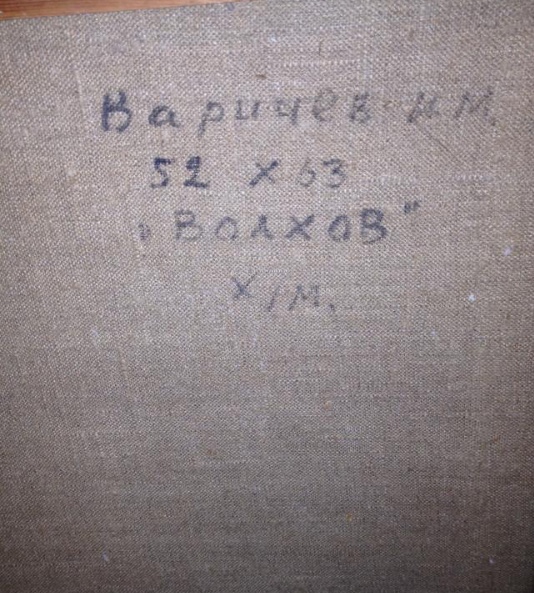 Варичев И.М.
52 х 63
„Волхов"
х/м.